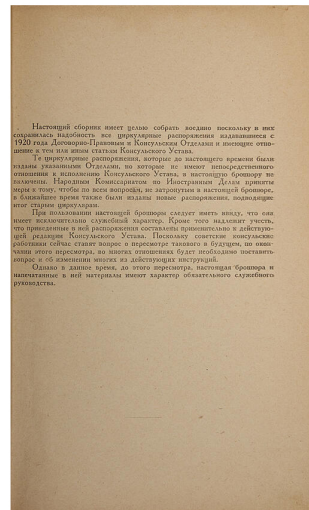 Настоящий сборник имеет целью собрать воедино поскольку в них
сохранилась надобность все циркулярные распоряжения издававшиеся с
1920 года Договорно-Правовым и Консульским Отделами и имеющие отно-
шение к тем или иным статьям Консульского Устава.
Те циркулярные распоряжения, которые до настоящего времени были
изданы указанными Отделами, но которые не имеют непосредственного
отношения к исполнению Консульского Устава, в настоящую брошюру не
включены. Народным Комиссариатом по Иностранным Делам приняты
меры к тому, чтобы по всем вопросам, не затронутым в настоящей брошюре,
в ближайшее время также были изданы новые распоряжения, подводящие
итог старым циркулярам.
При пользовании настоящей брошюры следует иметь ввиду, что она
имеет исключительно служебный характер. Кроме того надлежит учесть,
что приведенные в ней распоряжения составлены применительно к действую-
щей редакции Консульского Устава. Поскольку советские консульские
работники сейчас ставят вопрос о пересмотре такового и будущем, по окон-
чании этого пересмотра, во многих отношениях будет необходимо поставить
вопрос и об изменении многих из действующих инструкций.
Однако в данное время, до этого пересмотра, настоящая брошюра и
напечатанные в ней материалы имеют характер обязательного служебного
руководства.